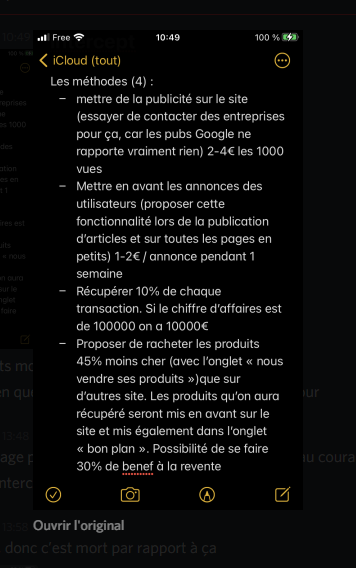 Free
10:49
100 %
iCloud (tout)
Les méthodes (4) :
– mettre de la publicité sur le site
(essayer de contacter des entreprises
pour ça, car les pubs Google ne
rapporte vraiment rien) 2-4€ les 1000
vues
– Mettre en avant les annonces des
utilisateurs (proposer cette
fonctionnalité lors de la publication
d'articles et sur toutes les pages en
petits) 1-2€ / annonce pendant 1
semaine
– Récupérer 10% de chaque
transaction. Si le chiffre d'affaires est
de 100000 on a 10000€
– Proposer de racheter les produits
45% moins cher (avec l'onglet « nous
vendre ses produits »)que sur
d'autres site. Les produits qu'on aura
récupéré seront mis en avant sur le
site et mis également dans l'onglet
« bon plan ». Possibilité de se faire
30% de benef à la revente
Ouvrir l'original
donc c'est mort par rapport à ça